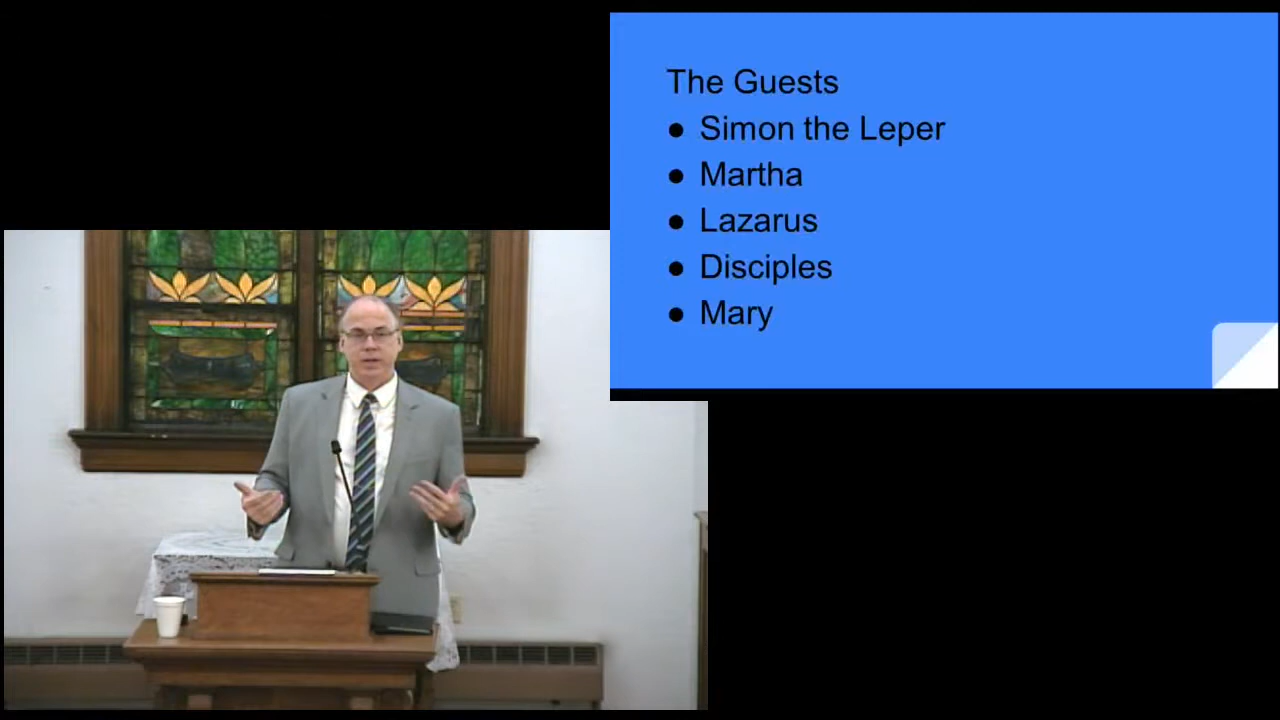 The Guests
● Simon the Leper
● Martha
● Lazarus
● Disciples
● Mary